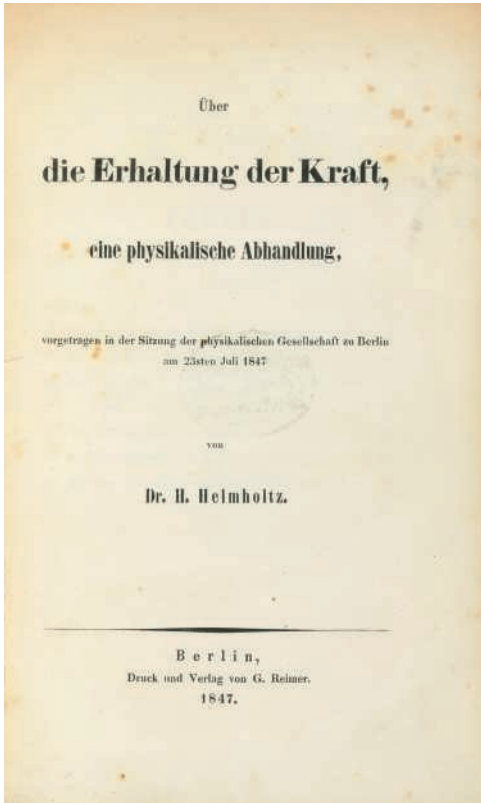 Über
die Erhaltung der Kraft,
eine physikalische Abhandlung,
vorgetragen in der Sitzung der physikalischen Gesellschaft zu Berlin
am 23sten Juli 1847
von
Dr. H. Helmholtz.
Berlin,
Druck und Verlag von G. Reimer.
1847.